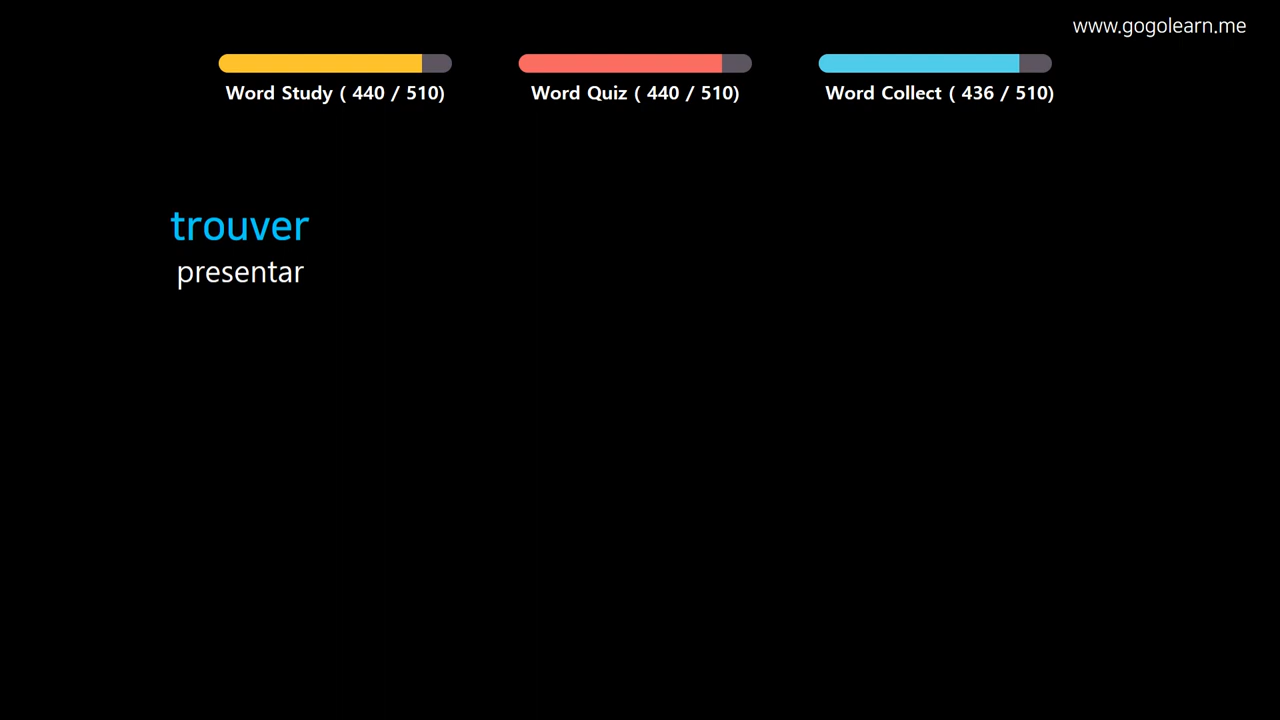 www.gogolearn.me
Word Study ( 440 / 510)
Word Quiz ( 440 / 510)
Word Collect ( 436 / 510)
trouver
presentar